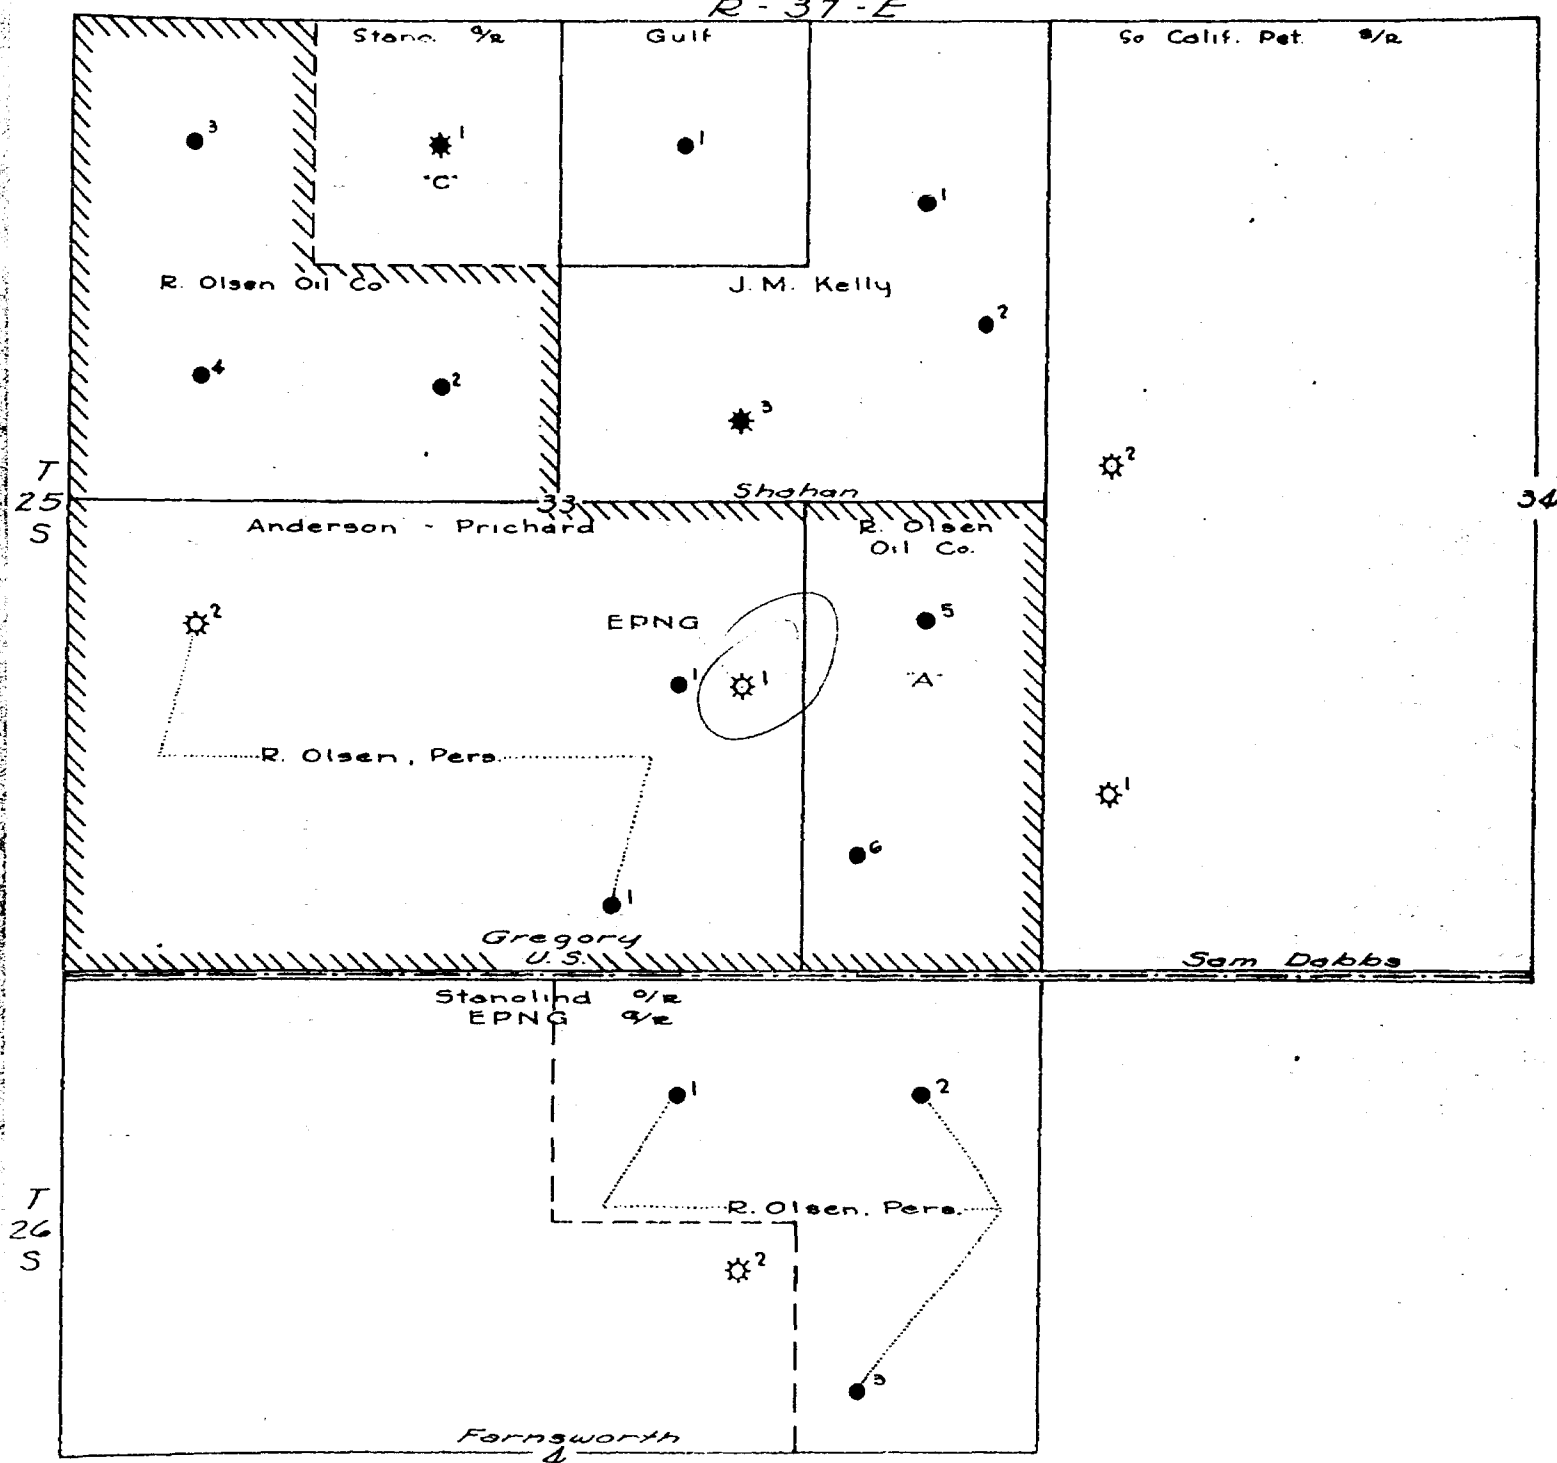 R-37-E
Stano. O/R
Gulf
So Calif. Pet. O/R
3
1
"C"
1
1
R. Olsen Oil Co
J. M. Kelly
2
4
2
3
2
T
25
S
Shahan
33
34
Anderson - Prichard
R. Olsen
Oil Co.
2
EPNG
5
1
1
"A"
R. Olsen, Pers.
1
6
1
Gregory
U.S.
Sam Dabbs
Stanolind O/R
EPNG O/R
1
2
T
26
S
R. Olsen, Pers.
2
3
Farnsworth
4